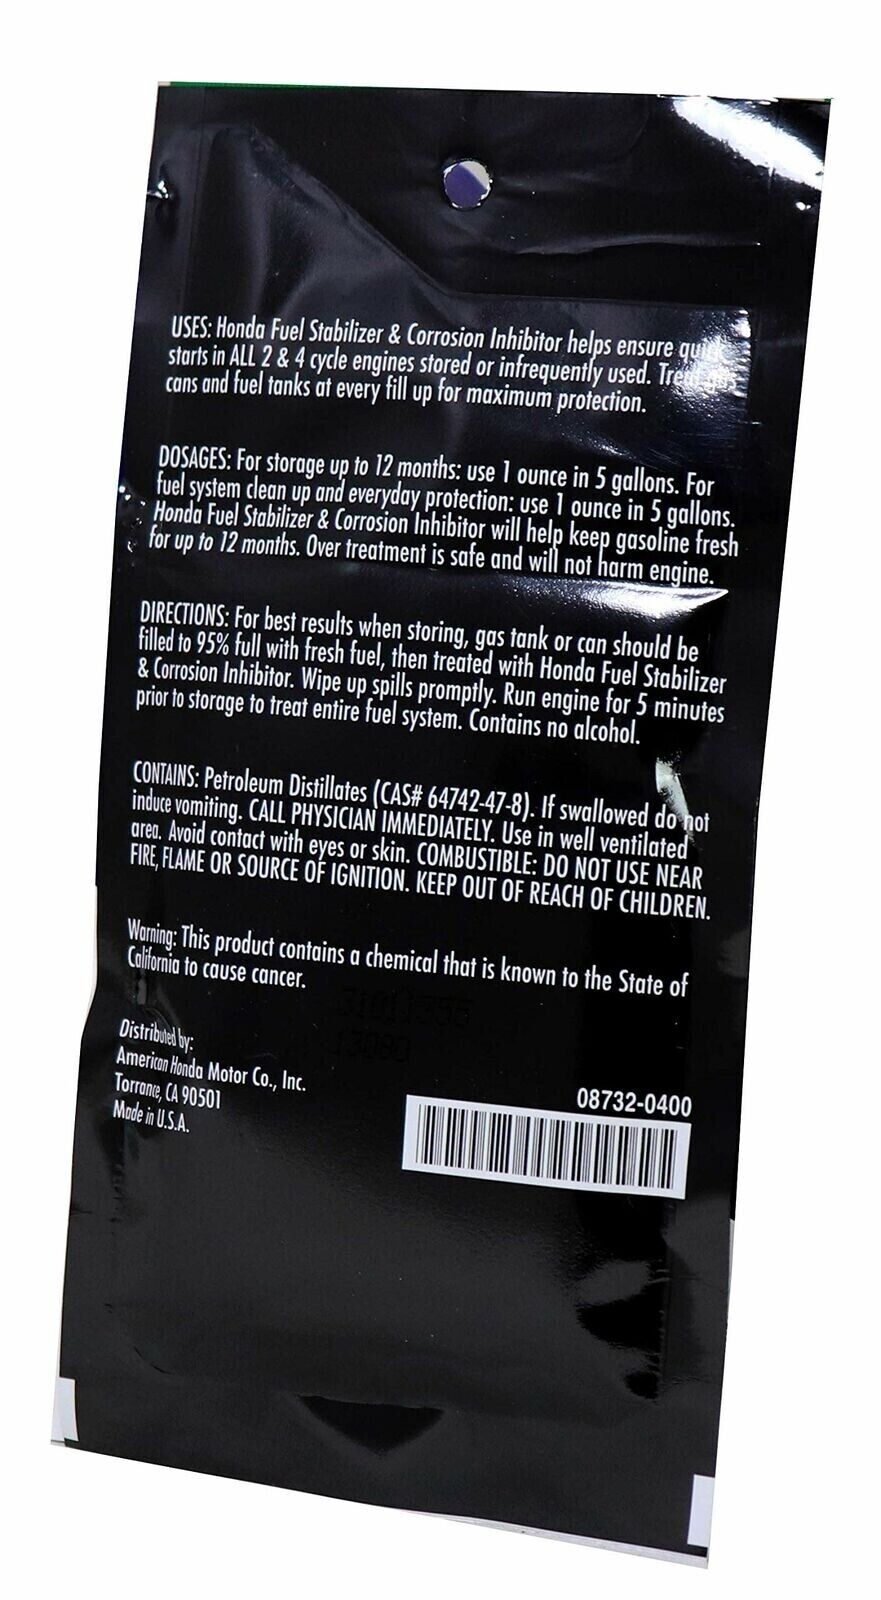 USES: Honda Fuel Stabilizer & Corrosion Inhibitor helps ensure quick
starts in ALL 2 & 4 cycle engines stored or infrequently used. Treat gas
cans and fuel tanks at every fill up for maximum protection.
DOSAGES: For storage up to 12 months: use 1 ounce in 5 gallons. For
fuel system clean up and everyday protection: use 1 ounce in 5 gallons.
Honda Fuel Stabilizer & Corrosion Inhibitor will help keep gasoline fresh
for up to 12 months. Over treatment is safe and will not harm engine.
DIRECTIONS: For best results when storing, gas tank or can should be
filled to 95% full with fresh fuel, then treated with Honda Fuel Stabilizer
& Corrosion Inhibitor. Wipe up spills promptly. Run engine for 5 minutes
prior to storage to treat entire fuel system. Contains no alcohol.
CONTAINS: Petroleum Distillates (CAS# 64742-47-8). If swallowed do not
induce vomiting. CALL PHYSICIAN IMMEDIATELY. Use in well ventilated
area. Avoid contact with eyes or skin. COMBUSTIBLE: DO NOT USE NEAR
FIRE, FLAME OR SOURCE OF IGNITION. KEEP OUT OF REACH OF CHILDREN.
Warning: This product contains a chemical that is known to the State of
California to cause cancer.
Distributed by:
American Honda Motor Co., Inc.
Torrance, CA 90501
Made in U.S.A.
08732-0400